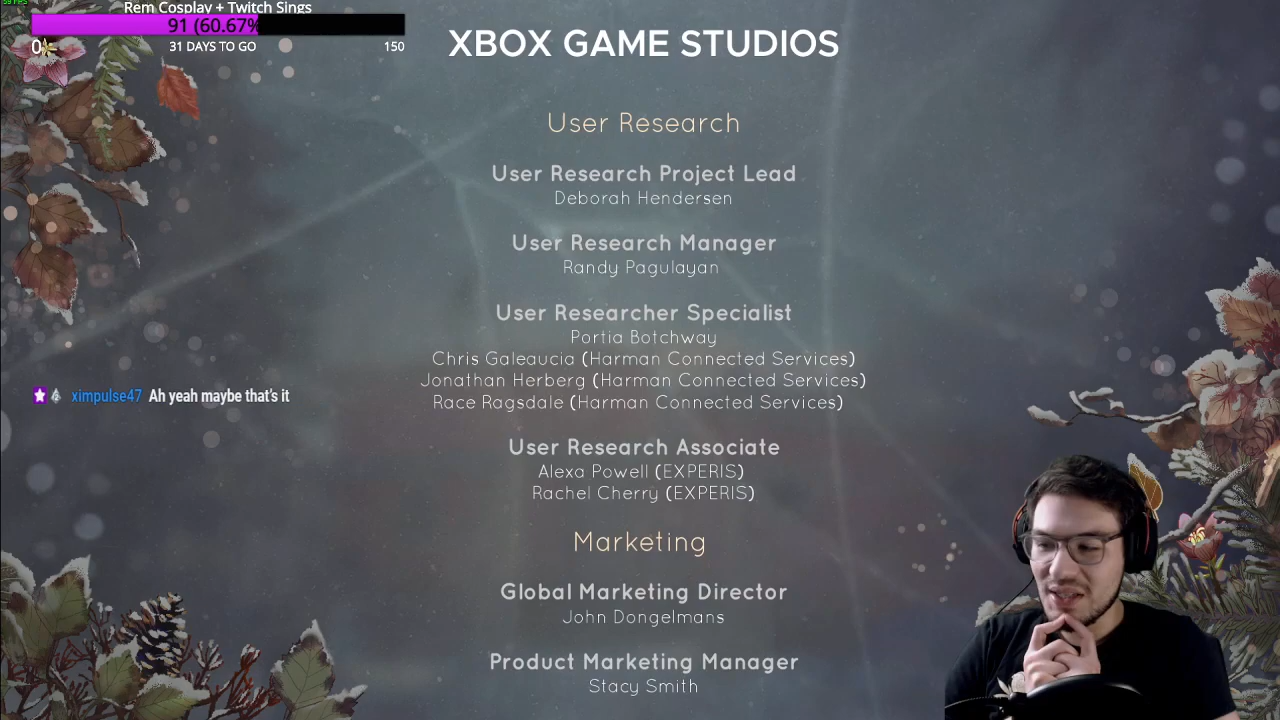 59 FPS
Rem Cosplay + Twitch Sings
91 (60.67%
0
31 DAYS TO GO
150
XBOX GAME STUDIOS
User Research
User Research Project Lead
Deborah Hendersen
User Research Manager
Randy Pagulayan
User Researcher Specialist
Portia Botchway
Chris Galeaucia (Harman Connected Services)
Jonathan Herberg (Harman Connected Services)
Race Ragsdale (Harman Connected Services)
ximpulse47 Ah yeah maybe that's it
User Research Associate
Alexa Powell (EXPERIS)
Rachel Cherry (EXPERIS)
Marketing
Global Marketing Director
John Dongelmans
Product Marketing Manager
Stacy Smith